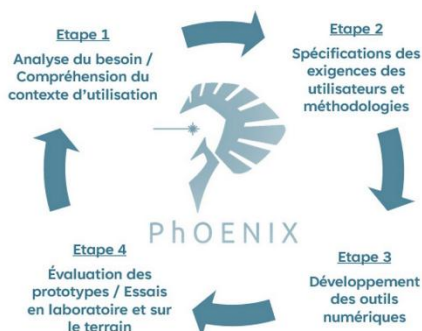 Etape 1
Analyse du besoin /
Compréhension du
contexte d'utilisation
Etape 2
Spécifications des
exigences des
utilisateurs et
méthodologies
PhOENIX
Etape 4
Évaluation des
prototypes / Essais
en laboratoire et sur
le terrain
Etape 3
Développement
des outils
numériques